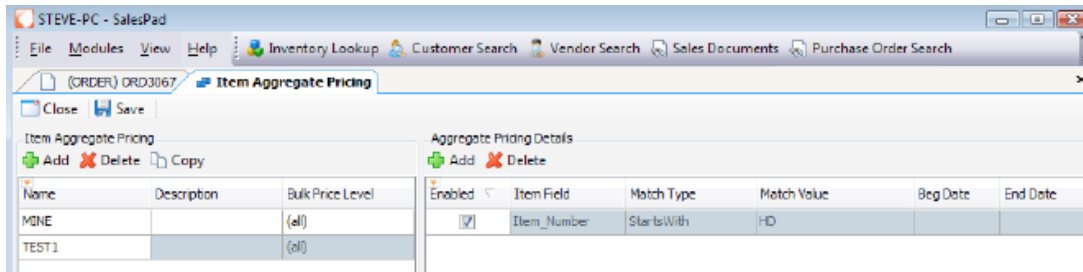 STEVE-PC - SalesPad
File Modules View Help Inventory Lookup Customer Search Vendor Search Sales Documents Purchase Order Search
(ORDER) ORD3067 Item Aggregate Pricing
Close Save
Item Aggregate Pricing Aggregate Pricing Details
Add Delete Copy Add Delete
Name Description Bulk Price Level Enabled Item Field Match Type Match Value Beg Date End Date
MINE (all) Item_Number StartsWith HD
TEST1 (all)